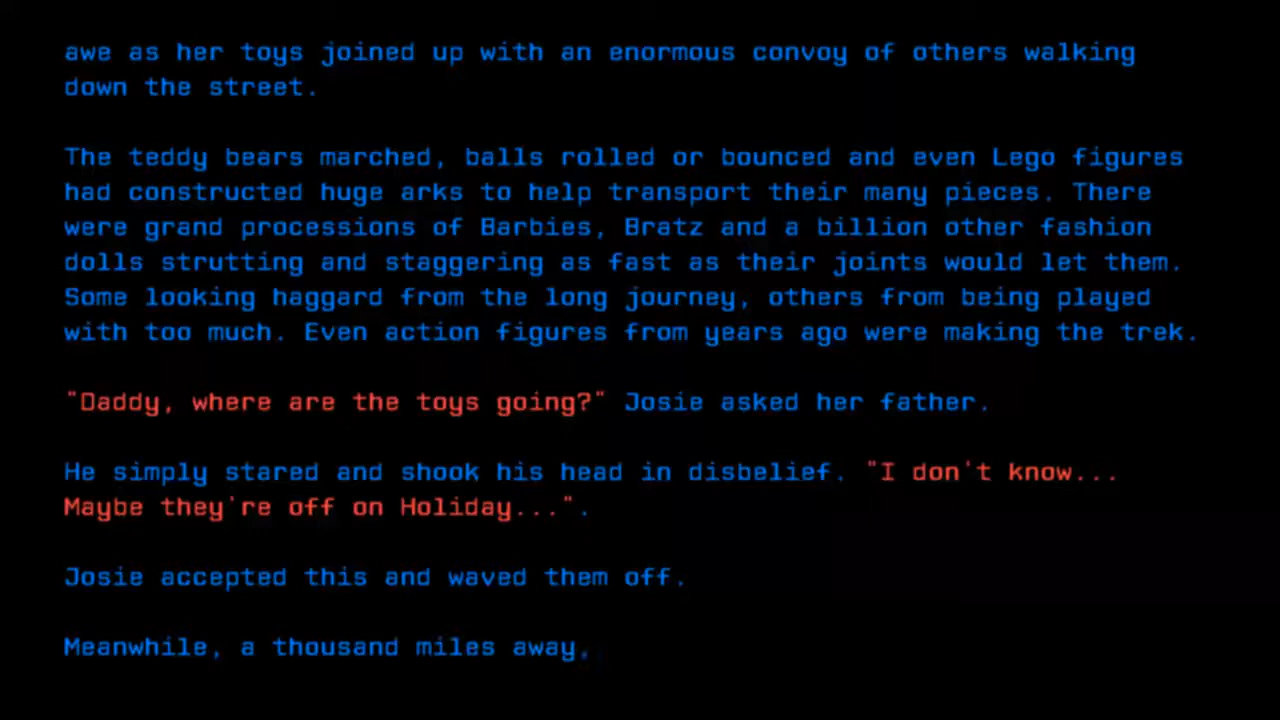 awe as her toys joined up with an enormous convoy of others walking
down the street.
The teddy bears marched, balls rolled or bounced and even Lego figures
had constructed huge arks to help transport their many pieces. There
were grand processions of Barbies, Bratz and a billion other fashion
dolls strutting and staggering as fast as their joints would let them.
Some looking haggard from the long journey, others from being played
with too much. Even action figures from years ago were making the trek.
"Daddy, where are the toys going?" Josie asked her father.
He simply stared and shook his head in disbelief. "I don't know...
Maybe they're off on Holiday...".
Josie accepted this and waved them off.
Meanwhile, a thousand miles away,